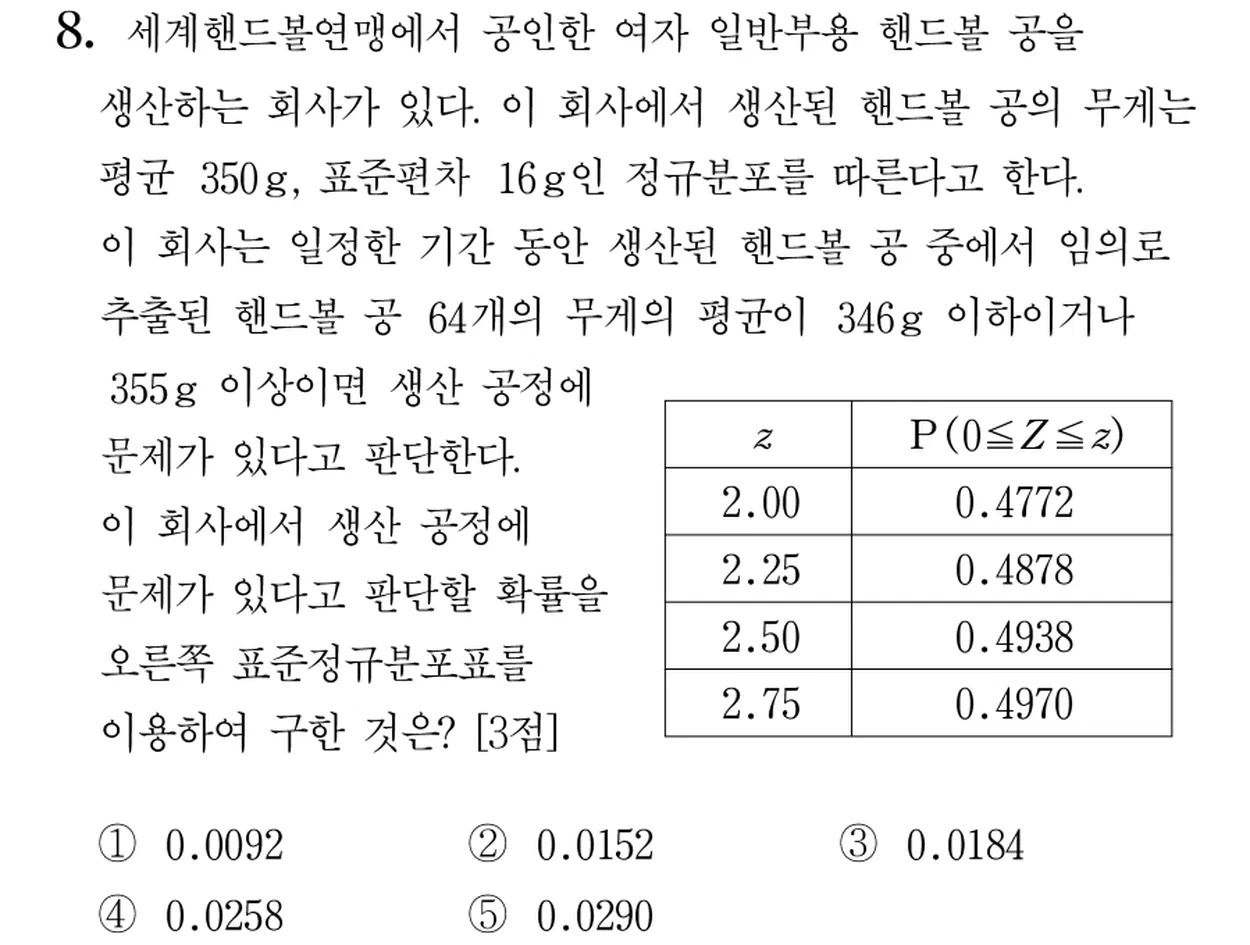 8. 세계핸드볼연맹에서 공인한 여자 일반부용 핸드볼 공을
생산하는 회사가 있다. 이 회사에서 생산된 핸드볼 공의 무게는
평균 350g, 표준편차 16g인 정규분포를 따른다고 한다.
이 회사는 일정한 기간 동안 생산된 핸드볼 공 중에서 임의로
추출된 핸드볼 공 64개의 무게의 평균이 346g 이하이거나
355g 이상이면 생산 공정에
문제가 있다고 판단한다.
이 회사에서 생산 공정에
문제가 있다고 판단할 확률을
오른쪽 표준정규분포표를
이용하여 구한 것은? [3점]
z P(0≦Z≦z)
2.00 0.4772
2.25 0.4878
2.50 0.4938
2.75 0.4970
① 0.0092 ② 0.0152 ③ 0.0184
④ 0.0258 ⑤ 0.0290